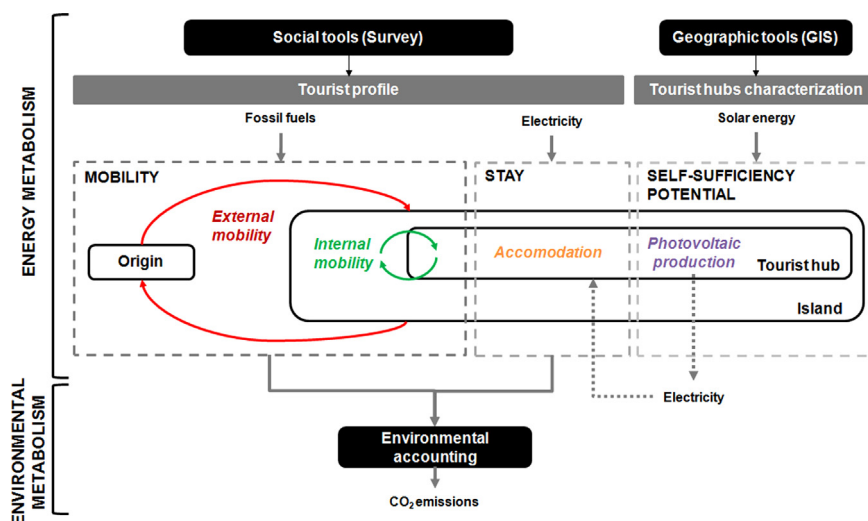 Social tools (Survey)
Geographic tools (GIS)
Tourist profile
Tourist hubs characterization
Fossil fuels
Electricity
Solar energy
MOBILITY
STAY
SELF-SUFFICIENCY
POTENTIAL
External
mobility
Internal
mobility
Origin
Accomodation
Photovoltaic
production
Tourist hub
Island
Electricity
Environmental
accounting
CO2 emissions
ENERGY METABOLISM
ENVIRONMENTAL
METABOLISM